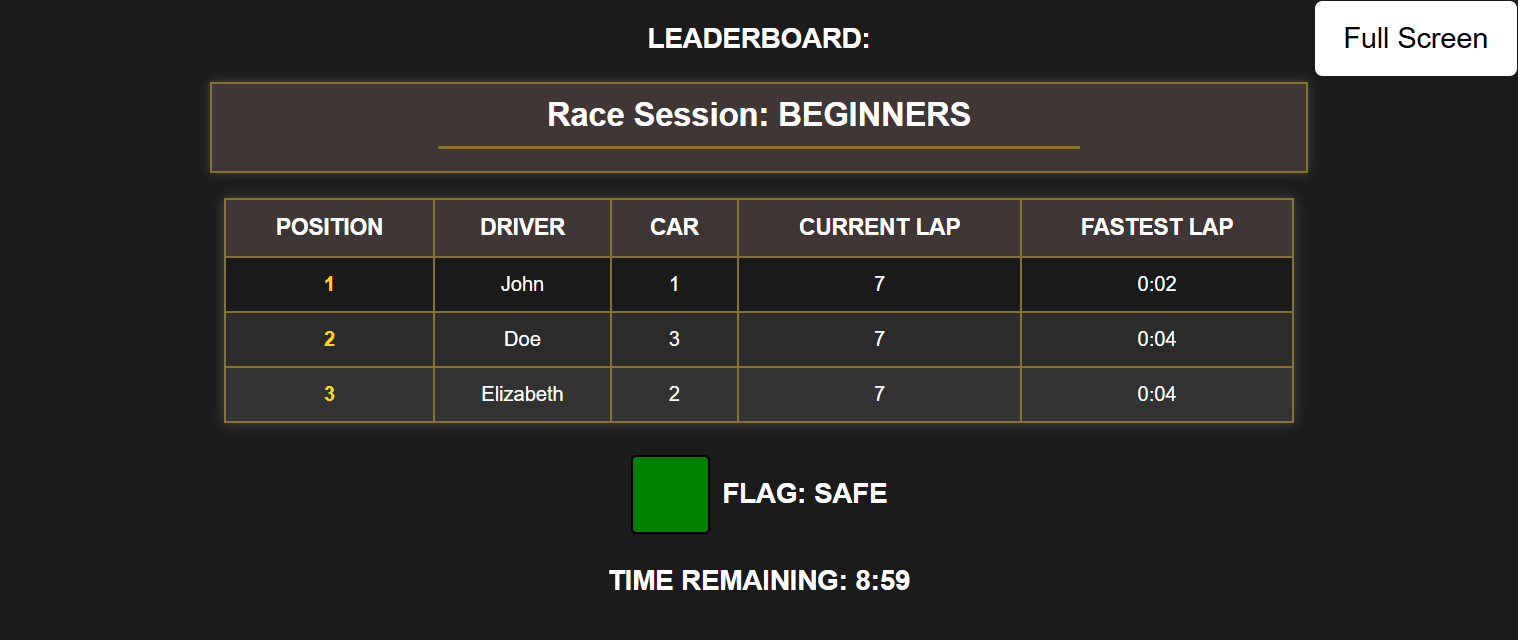 LEADERBOARD:
Full Screen
Race Session: BEGINNERS
POSITION DRIVER CAR CURRENT LAP FASTEST LAP
1 John 1 7 0:02
2 Doe 3 7 0:04
3 Elizabeth 2 7 0:04
FLAG: SAFE
TIME REMAINING: 8:59